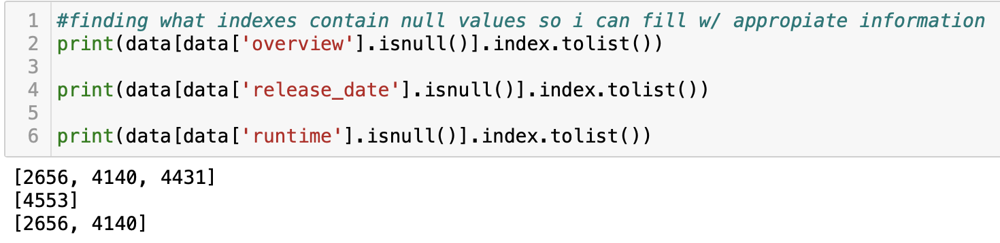 1 #finding what indexes contain null values so i can fill w/ appropiate information
2 print(data[data['overview'].isnull()].index.tolist())
3
4 print(data[data['release_date'].isnull()].index.tolist())
5
6 print(data[data['runtime'].isnull()].index.tolist())
[2656, 4140, 4431]
[4553]
[2656, 4140]